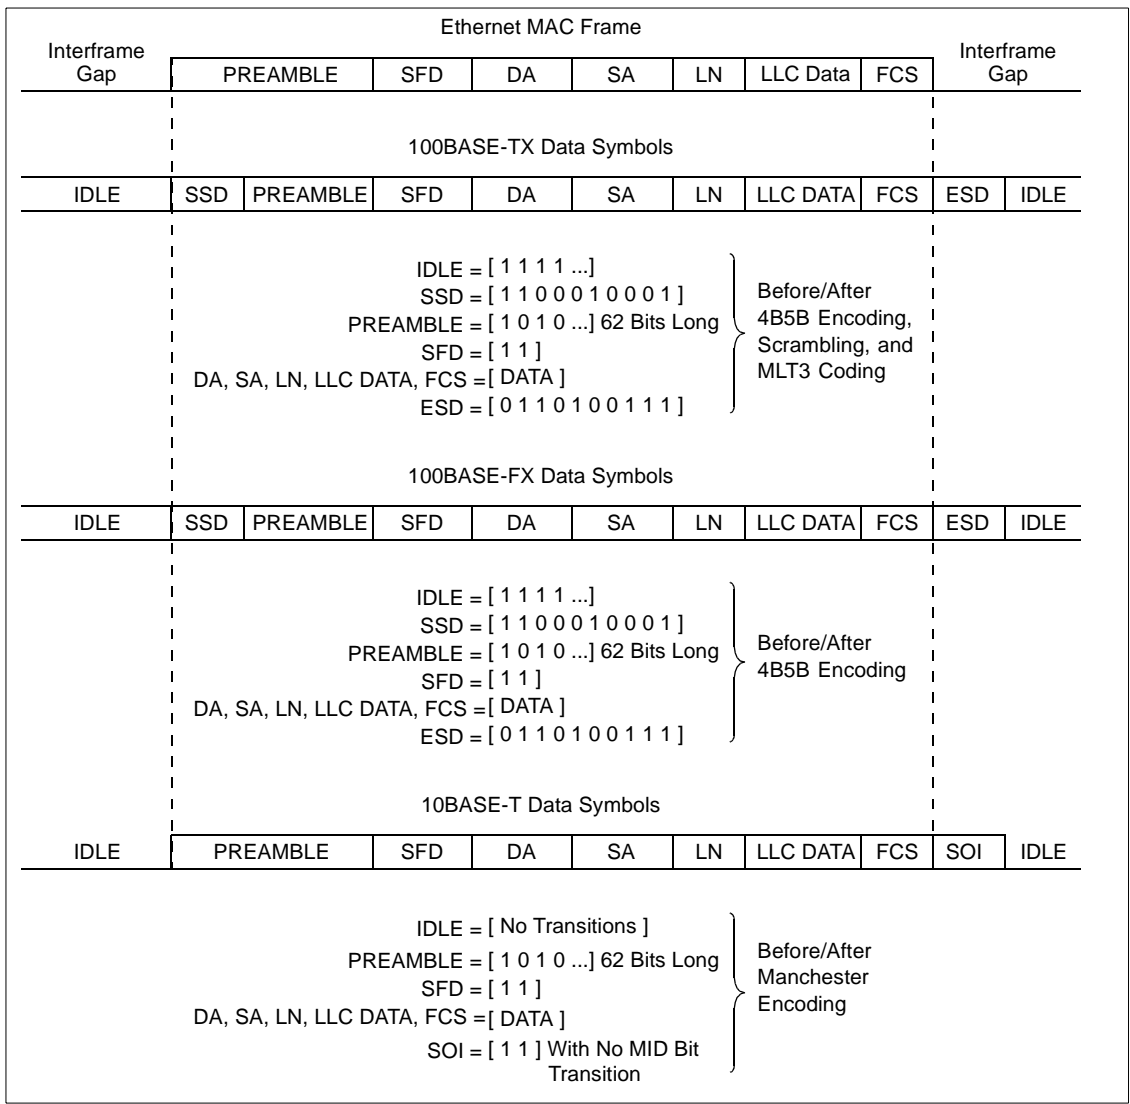 Ethernet MAC Frame
Interframe Gap
PREAMBLE SFD DA SA LN LLC Data FCS
Interframe Gap
100BASE-TX Data Symbols
IDLE SSD PREAMBLE SFD DA SA LN LLC DATA FCS ESD IDLE
IDLE = [ 1 1 1 1 ...]
SSD = [ 1 1 0 0 0 1 0 0 0 1 ]
PREAMBLE = [ 1 0 1 0 ...] 62 Bits Long
SFD = [ 1 1 ]
DA, SA, LN, LLC DATA, FCS =[ DATA ]
ESD = [ 0 1 1 0 1 0 0 1 1 1 ]
Before/After
4B5B Encoding,
Scrambling, and
MLT3 Coding
100BASE-FX Data Symbols
IDLE SSD PREAMBLE SFD DA SA LN LLC DATA FCS ESD IDLE
IDLE = [ 1 1 1 1 ...]
SSD = [ 1 1 0 0 0 1 0 0 0 1 ]
PREAMBLE = [ 1 0 1 0 ...] 62 Bits Long
SFD = [ 1 1 ]
DA, SA, LN, LLC DATA, FCS =[ DATA ]
ESD = [ 0 1 1 0 1 0 0 1 1 1 ]
Before/After
4B5B Encoding
10BASE-T Data Symbols
IDLE PREAMBLE SFD DA SA LN LLC DATA FCS SOI IDLE
IDLE = [ No Transitions ]
PREAMBLE = [ 1 0 1 0 ...] 62 Bits Long
SFD = [ 1 1 ]
DA, SA, LN, LLC DATA, FCS =[ DATA ]
SOI = [ 1 1 ] With No MID Bit
Transition
Before/After
Manchester
Encoding